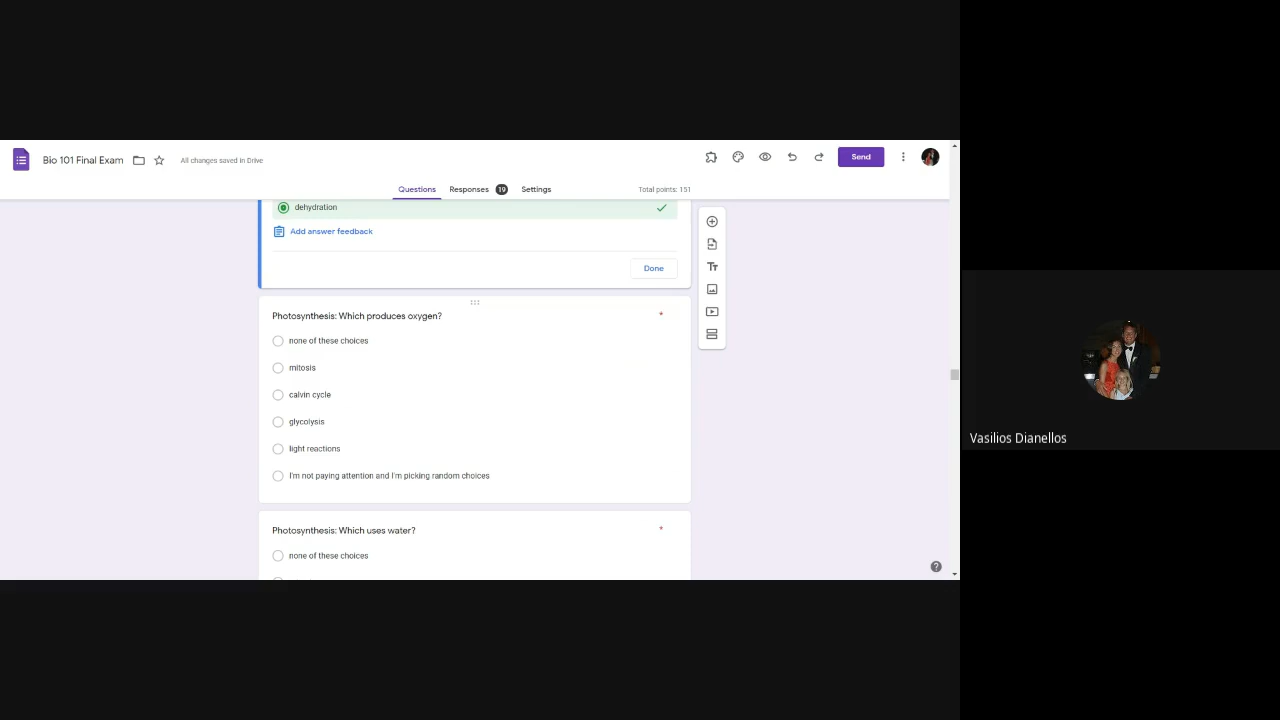 Bio 101 Final Exam
All changes saved in Drive
Send
Questions
Responses 19
Settings
Total points: 151
dehydration
Add answer feedback
Done
Photosynthesis: Which produces oxygen? *
none of these choices
mitosis
calvin cycle
glycolysis
light reactions
I'm not paying attention and I'm picking random choices
Photosynthesis: Which uses water? *
none of these choices
Vasilios Dianellos